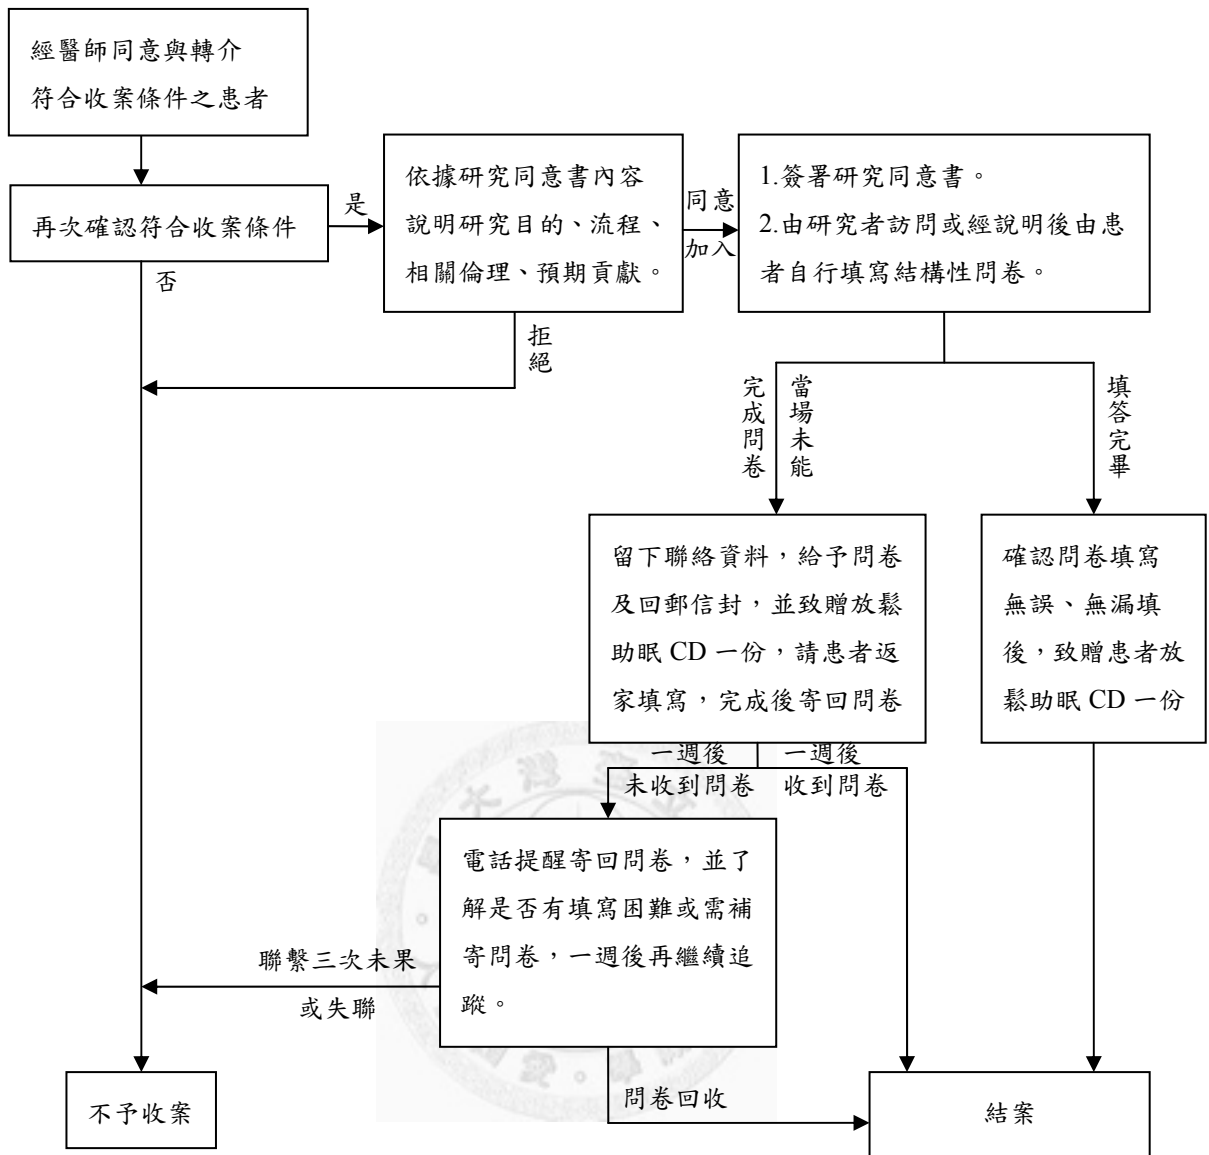 經醫師同意與轉介
符合收案條件之患者
再次確認符合收案條件
是
否
依據研究同意書內容
說明研究目的、流程、
相關倫理、預期貢獻。
同意
加入
拒絕
1.簽署研究同意書。
2.由研究者訪問或經說明後由患
者自行填寫結構性問卷。
當場未能
完成問卷
填答完畢
留下聯絡資料，給予問卷
及回郵信封，並致贈放鬆
助眠 CD 一份，請患者返
家填寫，完成後寄回問卷
確認問卷填寫
無誤、無漏填
後，致贈患者放
鬆助眠 CD 一份
一週後
未收到問卷
一週後
收到問卷
電話提醒寄回問卷，並了
解是否有填寫困難或需補
寄問卷，一週後再繼續追
蹤。
聯繫三次未果
或失聯
問卷回收
不予收案
結案